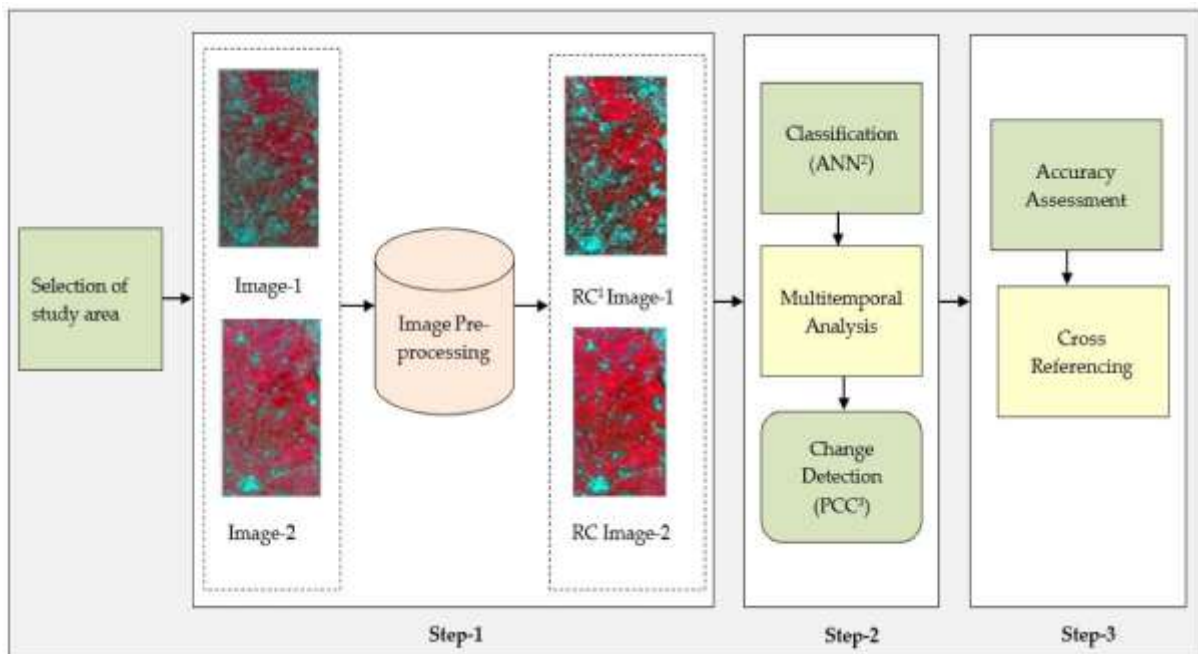 Selection of
study area
Image-1
Image-2
Image Pre-
processing
RC¹ Image-1
RC Image-2
Step-1
Classification
(ANN²)
Multitemporal
Analysis
Change
Detection
(PCC³)
Step-2
Accuracy
Assessment
Cross
Referencing
Step-3